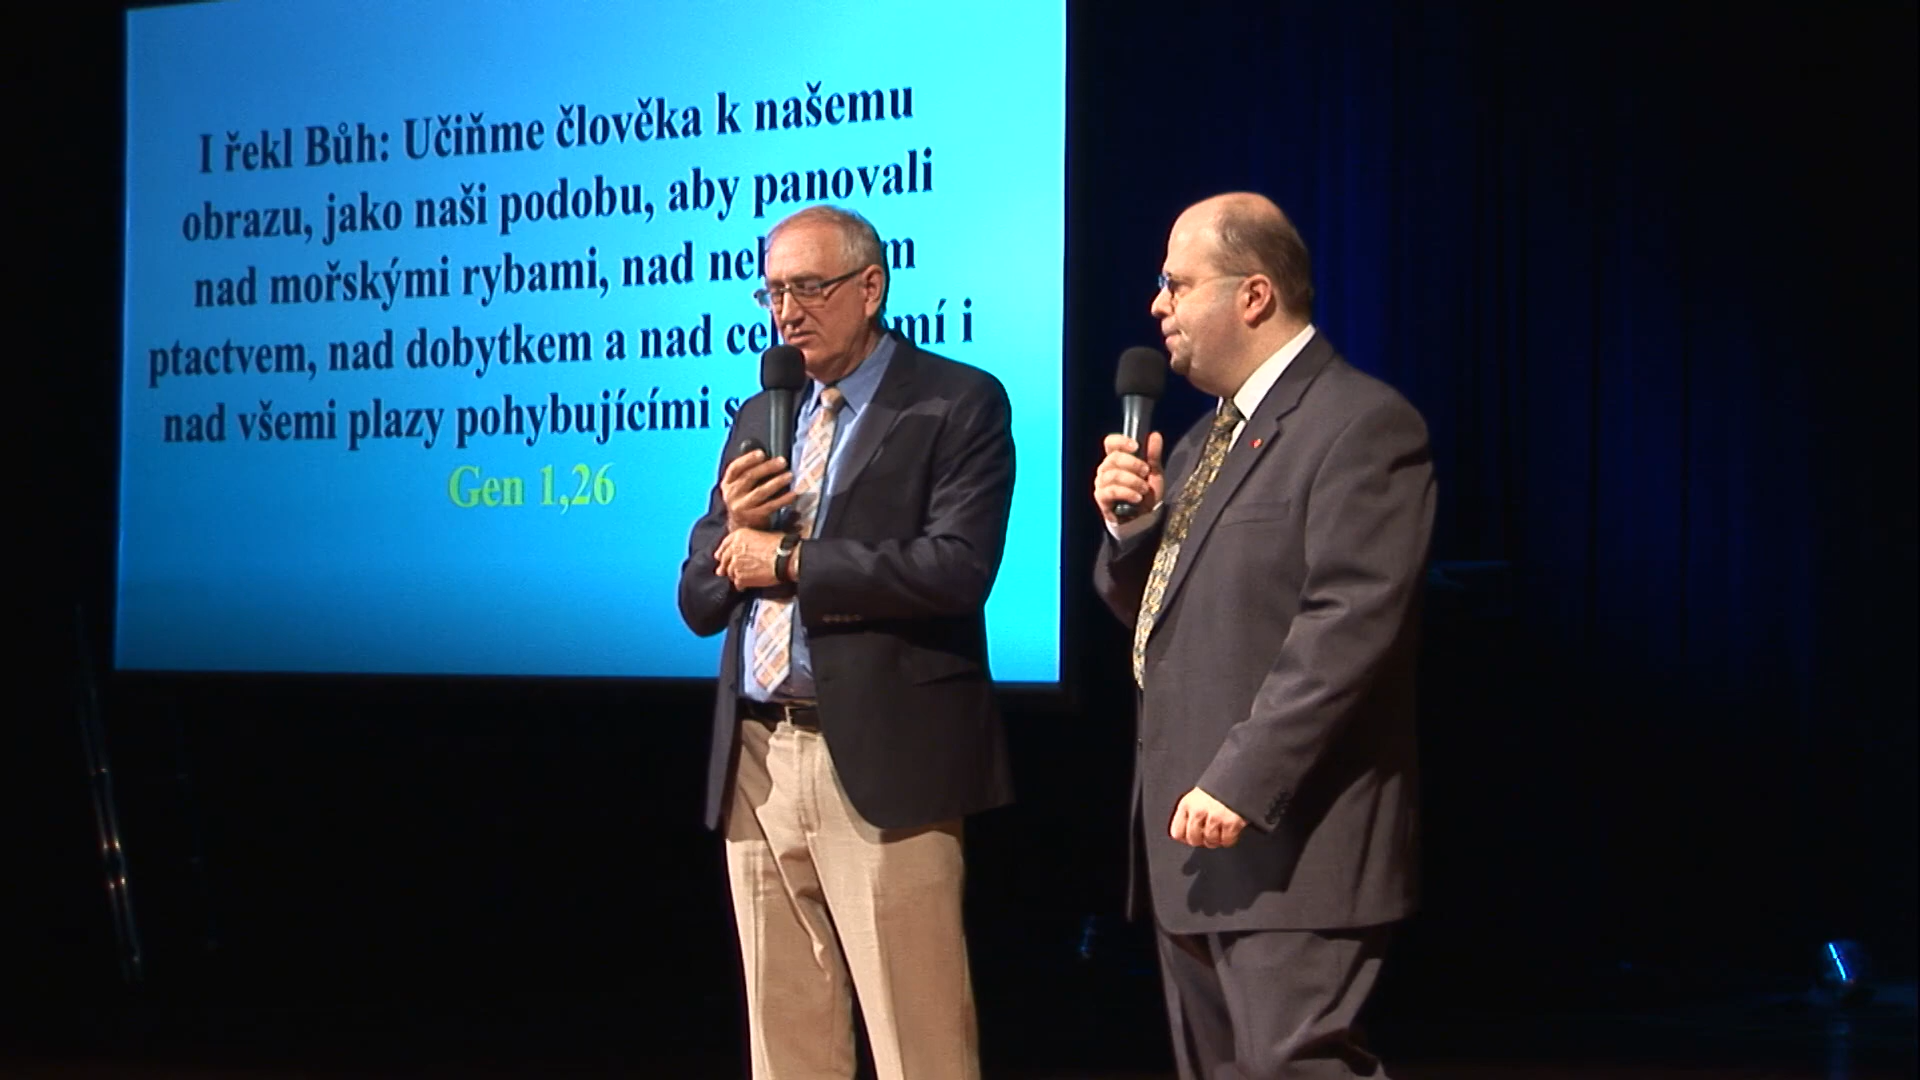 I řekl Bůh: Učiňme člověka k našemu
obrazu, jako naši podobu, aby panovali
nad mořskými rybami, nad
ptactvem, nad dobytkem a nad i
nad všemi plazy pohybujícími
Gen 1,26